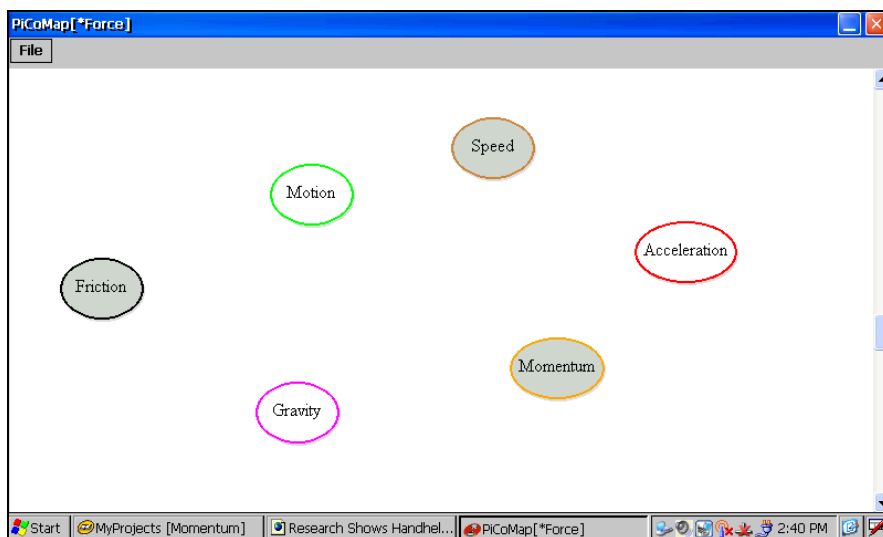 PiCoMap[*Force]
File
Speed
Motion
Acceleration
Friction
Momentum
Gravity
Start
MyProjects [Momentum]
Research Shows Handhel...
PiCoMap[*Force]
2:40 PM